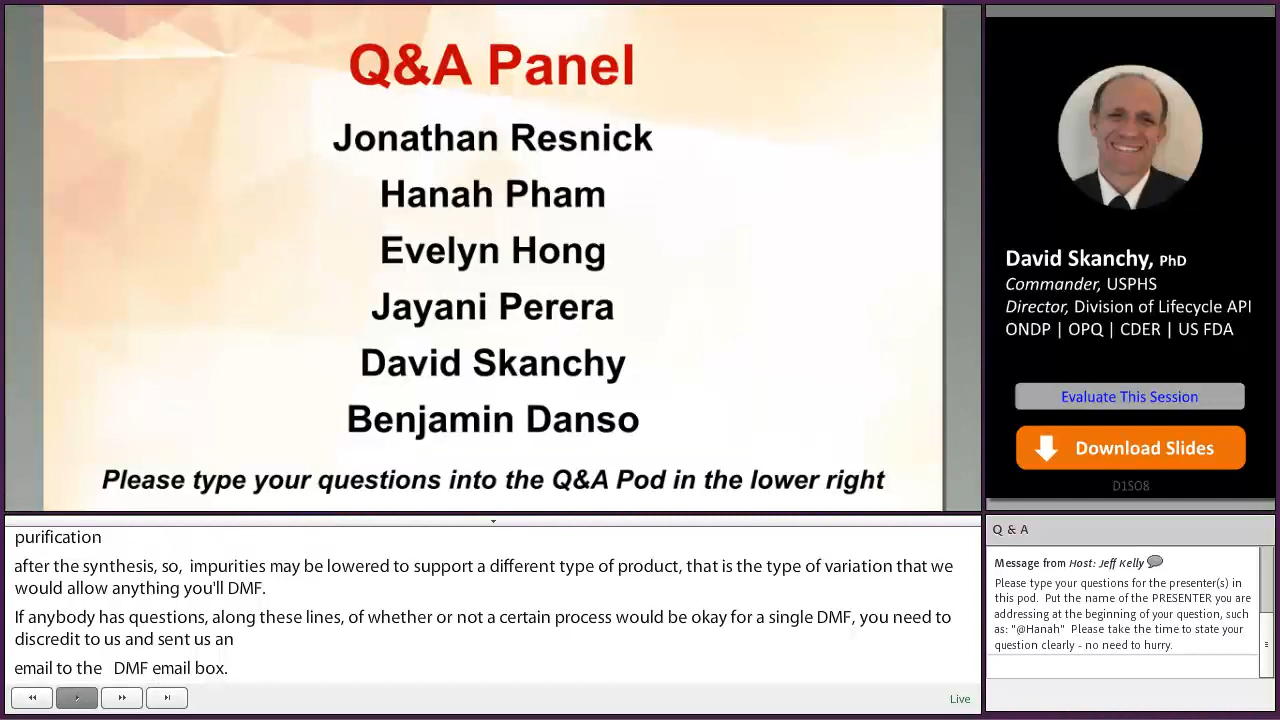 Q&A Panel
Jonathan Resnick
Hanah Pham
Evelyn Hong
Jayani Perera
David Skanchy
Benjamin Danso
Please type your questions into the Q&A Pod in the lower right
David Skanchy, PhD
Commander, USPHS
Director, Division of Lifecycle API
ONDP | OPQ | CDER | US FDA
Evaluate This Session
Download Slides
D1SO8
purification
after the synthesis, so, impurities may be lowered to support a different type of product, that is the type of variation that we
would allow anything you'll DMF.
If anybody has questions, along these lines, of whether or not a certain process would be okay for a single DMF, you need to
discredit to us and sent us an
email to the DMF email box.
Live
Q & A
Message from Host: Jeff Kelly
Please type your questions for the presenter(s) in
this pod. Put the name of the PRESENTER you are
addressing at the beginning of your question, such
as: "@Hanah" Please take the time to state your
question clearly - no need to hurry.